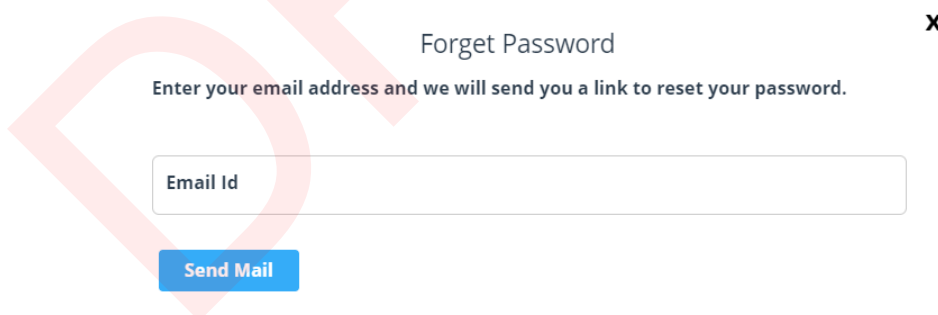 X
Forget Password
Enter your email address and we will send you a link to reset your password.
Email Id
Send Mail